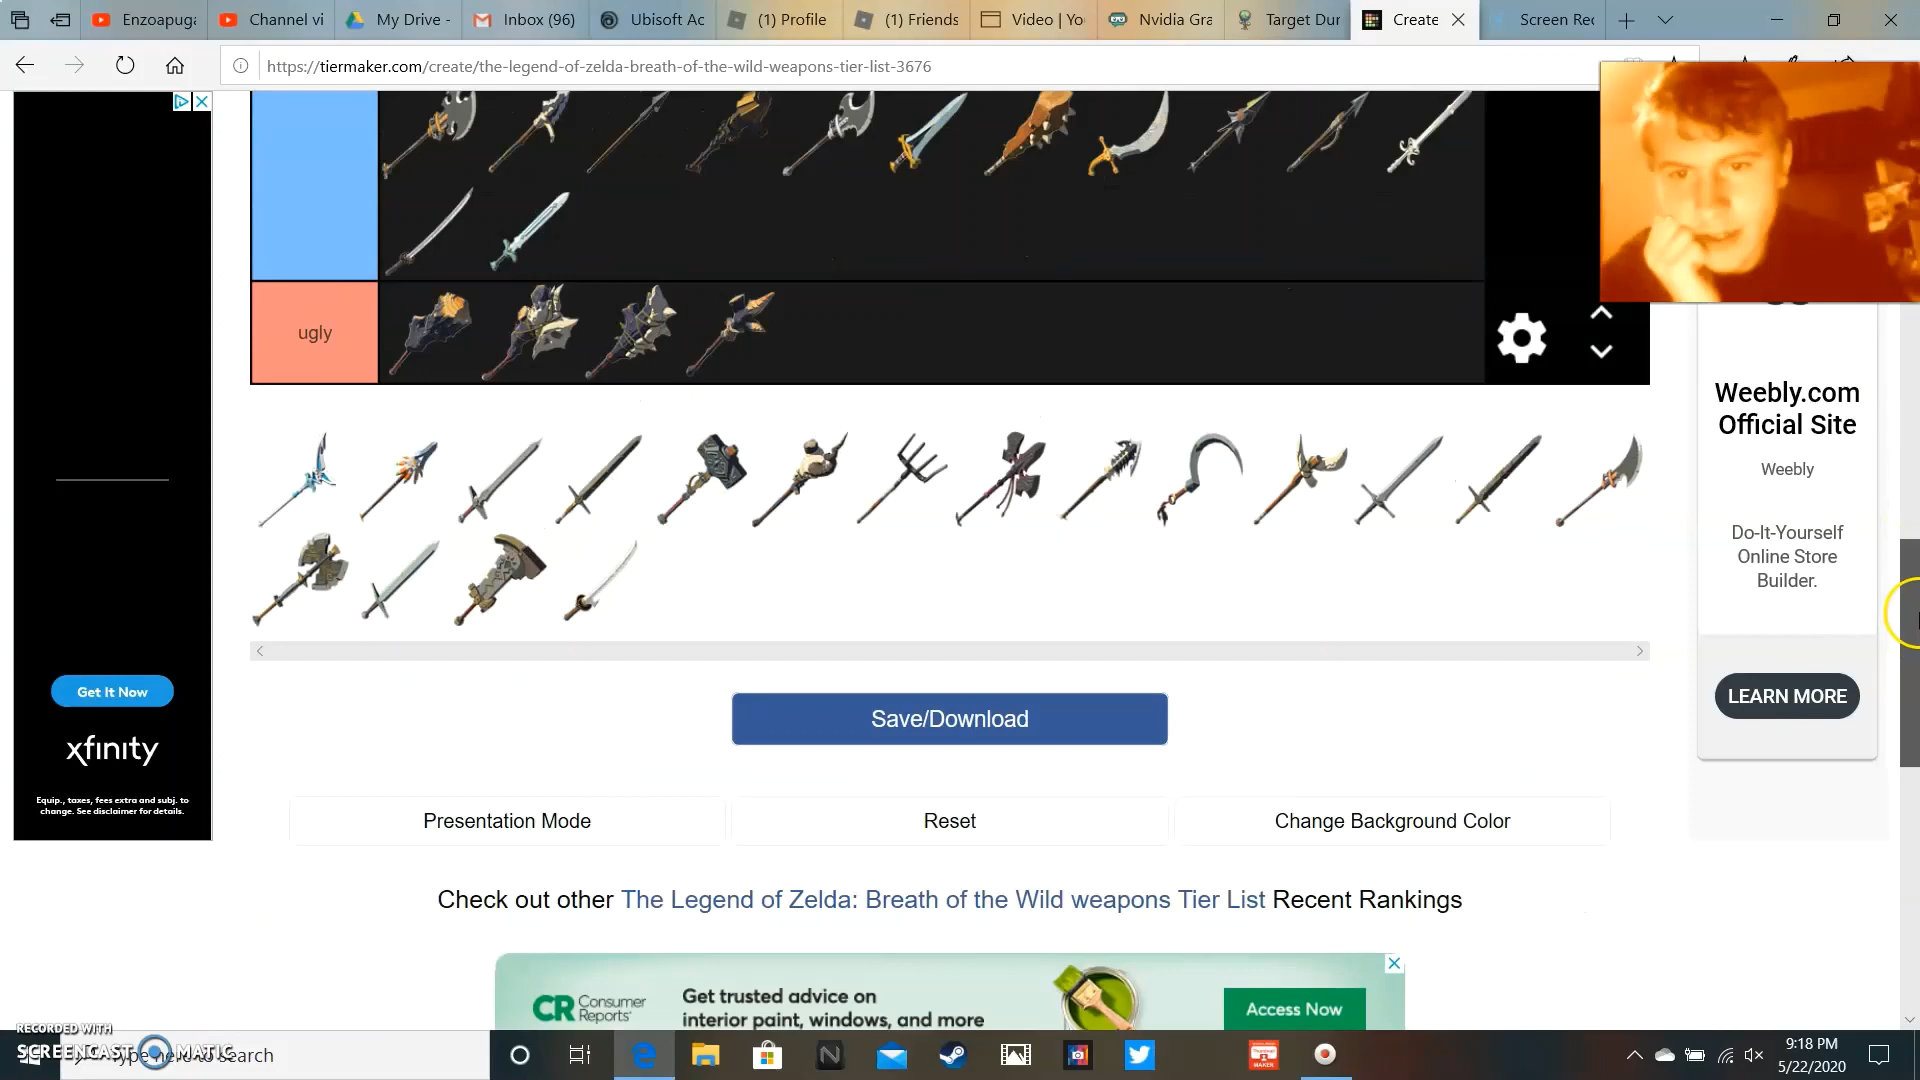 Enzoapuga
Channel vi
My Drive -
Inbox (96)
Ubisoft Ac
(1) Profile
(1) Friends
Video | Yo
Nvidia Gra
Target Dur
Create
Screen Rec
https://tiermaker.com/create/the-legend-of-zelda-breath-of-the-wild-weapons-tier-list-3676
ugly
Weebly.com
Official Site
Weebly
Do-It-Yourself
Online Store
Builder.
LEARN MORE
Get It Now
xfinity
Equip., taxes, fees extra and subj. to
change. See disclaimer for details.
Save/Download
Presentation Mode
Reset
Change Background Color
Check out other The Legend of Zelda: Breath of the Wild weapons Tier List Recent Rankings
CR Consumer
Reports
Get trusted advice on
interior paint, windows, and more
Access Now
RECORDED WITH
SCREENCAST MATIC
here to search
9:18 PM
5/22/2020